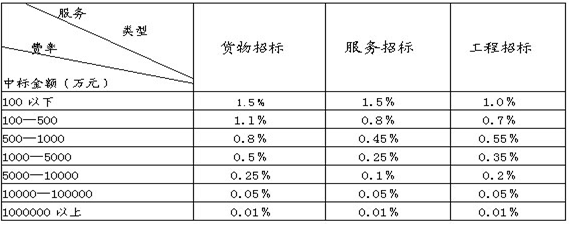 服务
类型
费率
中标金额（万元）
货物招标 服务招标 工程招标
100 以下 1.5% 1.5% 1.0%
100—500 1.1% 0.8% 0.7%
500—1000 0.8% 0.45% 0.55%
1000—5000 0.5% 0.25% 0.35%
5000—10000 0.25% 0.1% 0.2%
10000—100000 0.05% 0.05% 0.05%
1000000 以上 0.01% 0.01% 0.01%